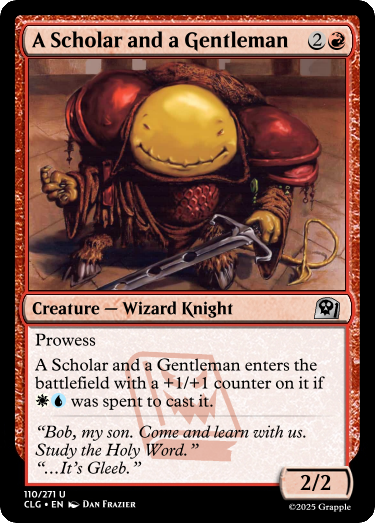 A Scholar and a Gentleman 2
Creature — Wizard Knight
Prowess
A Scholar and a Gentleman enters the
battlefield with a +1/+1 counter on it if
was spent to cast it.
“Bob, my son. Come and learn with us.
Study the Holy Word.”
“…It’s Gleeb.”
2/2
110/271 U
CLG • EN Dan Frazier
©2025 Grapple